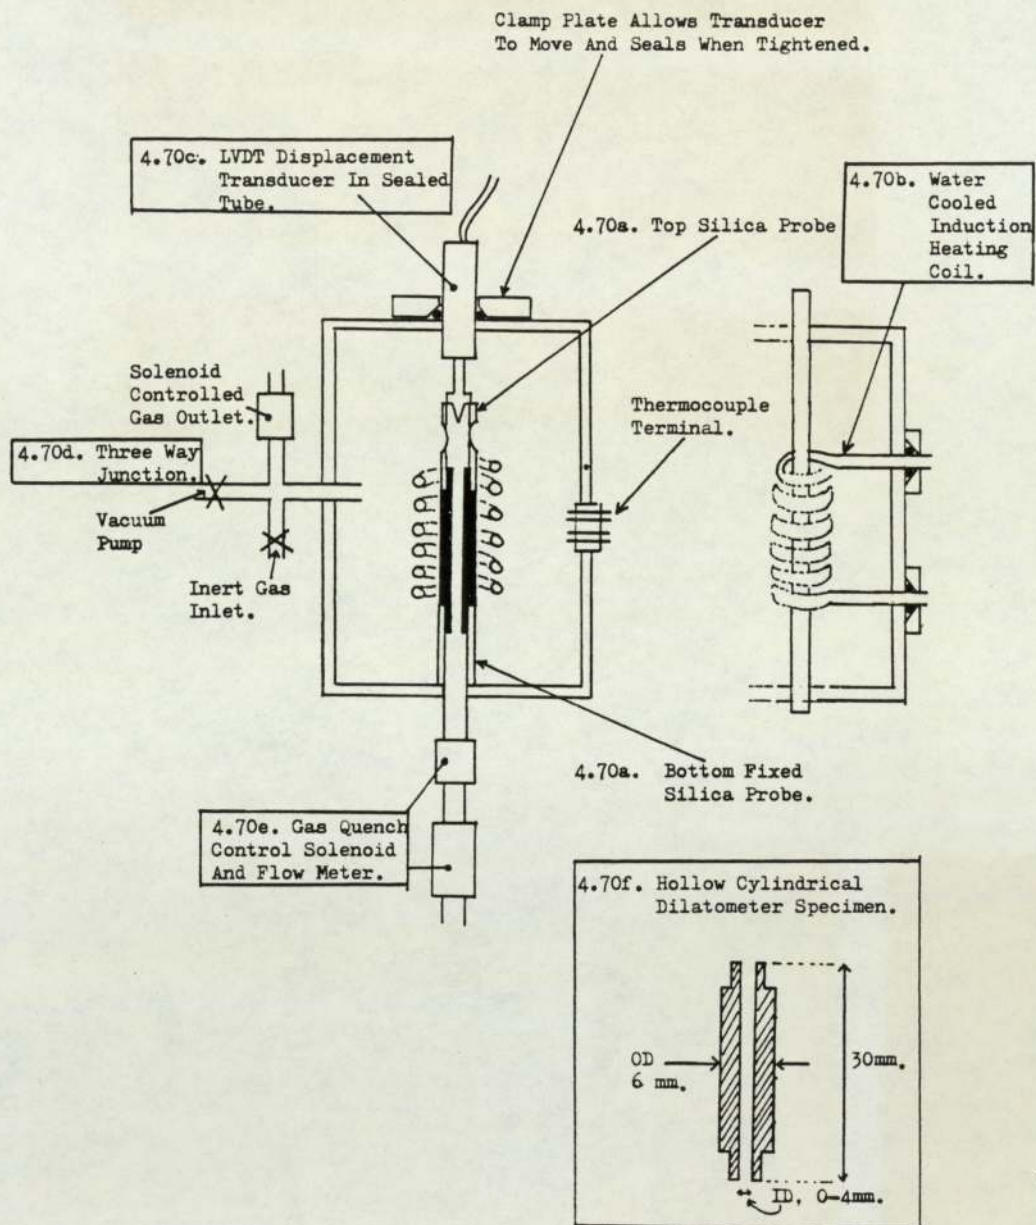 Clamp Plate Allows Transducer
To Move And Seals When Tightened.
4.70c. LVDT Displacement
Transducer In Sealed
Tube.
4.70b. Water
Cooled
Induction
Heating
Coil.
4.70a. Top Silica Probe
Solenoid
Controlled
Gas Outlet.
Thermocouple
Terminal.
4.70d. Three Way
Junction.
Vacuum
Pump
Inert Gas
Inlet.
4.70a. Bottom Fixed
Silica Probe.
4.70e. Gas Quench
Control Solenoid
And Flow Meter.
4.70f. Hollow Cylindrical
Dilatometer Specimen.
OD
6 mm.
30mm.
ID, 0-4mm.